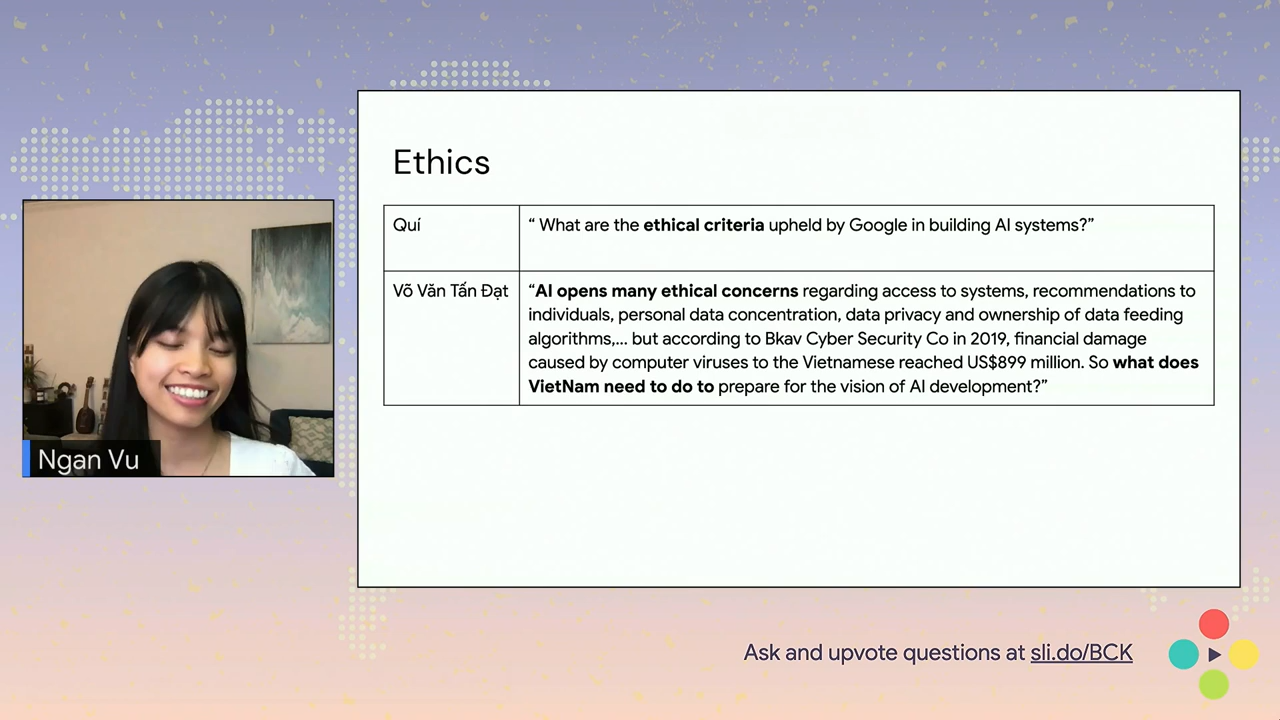 Ethics
Quí
“ What are the ethical criteria upheld by Google in building AI systems?”
Võ Văn Tấn Đạt
“AI opens many ethical concerns regarding access to systems, recommendations to
individuals, personal data concentration, data privacy and ownership of data feeding
algorithms,... but according to Bkav Cyber Security Co in 2019, financial damage
caused by computer viruses to the Vietnamese reached US$899 million. So what does
VietNam need to do to prepare for the vision of AI development?”
Ngan Vu
Ask and upvote questions at sli.do/BCK